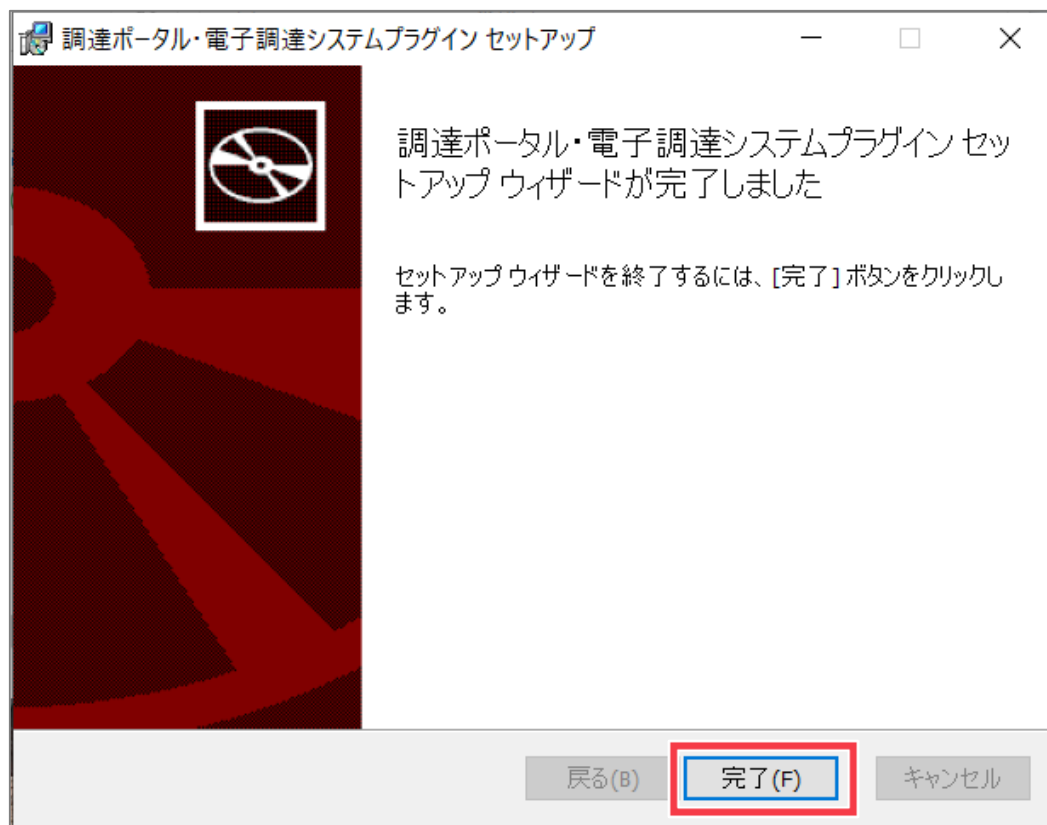 調達ポータル・電子調達システムプラグイン セットアップ
調達ポータル・電子調達システムプラグイン セッ
トアップ ウィザードが完了しました
セットアップ ウィザードを終了するには、[完了] ボタンをクリックし
ます。
戻る(B)
完了(F)
キャンセル